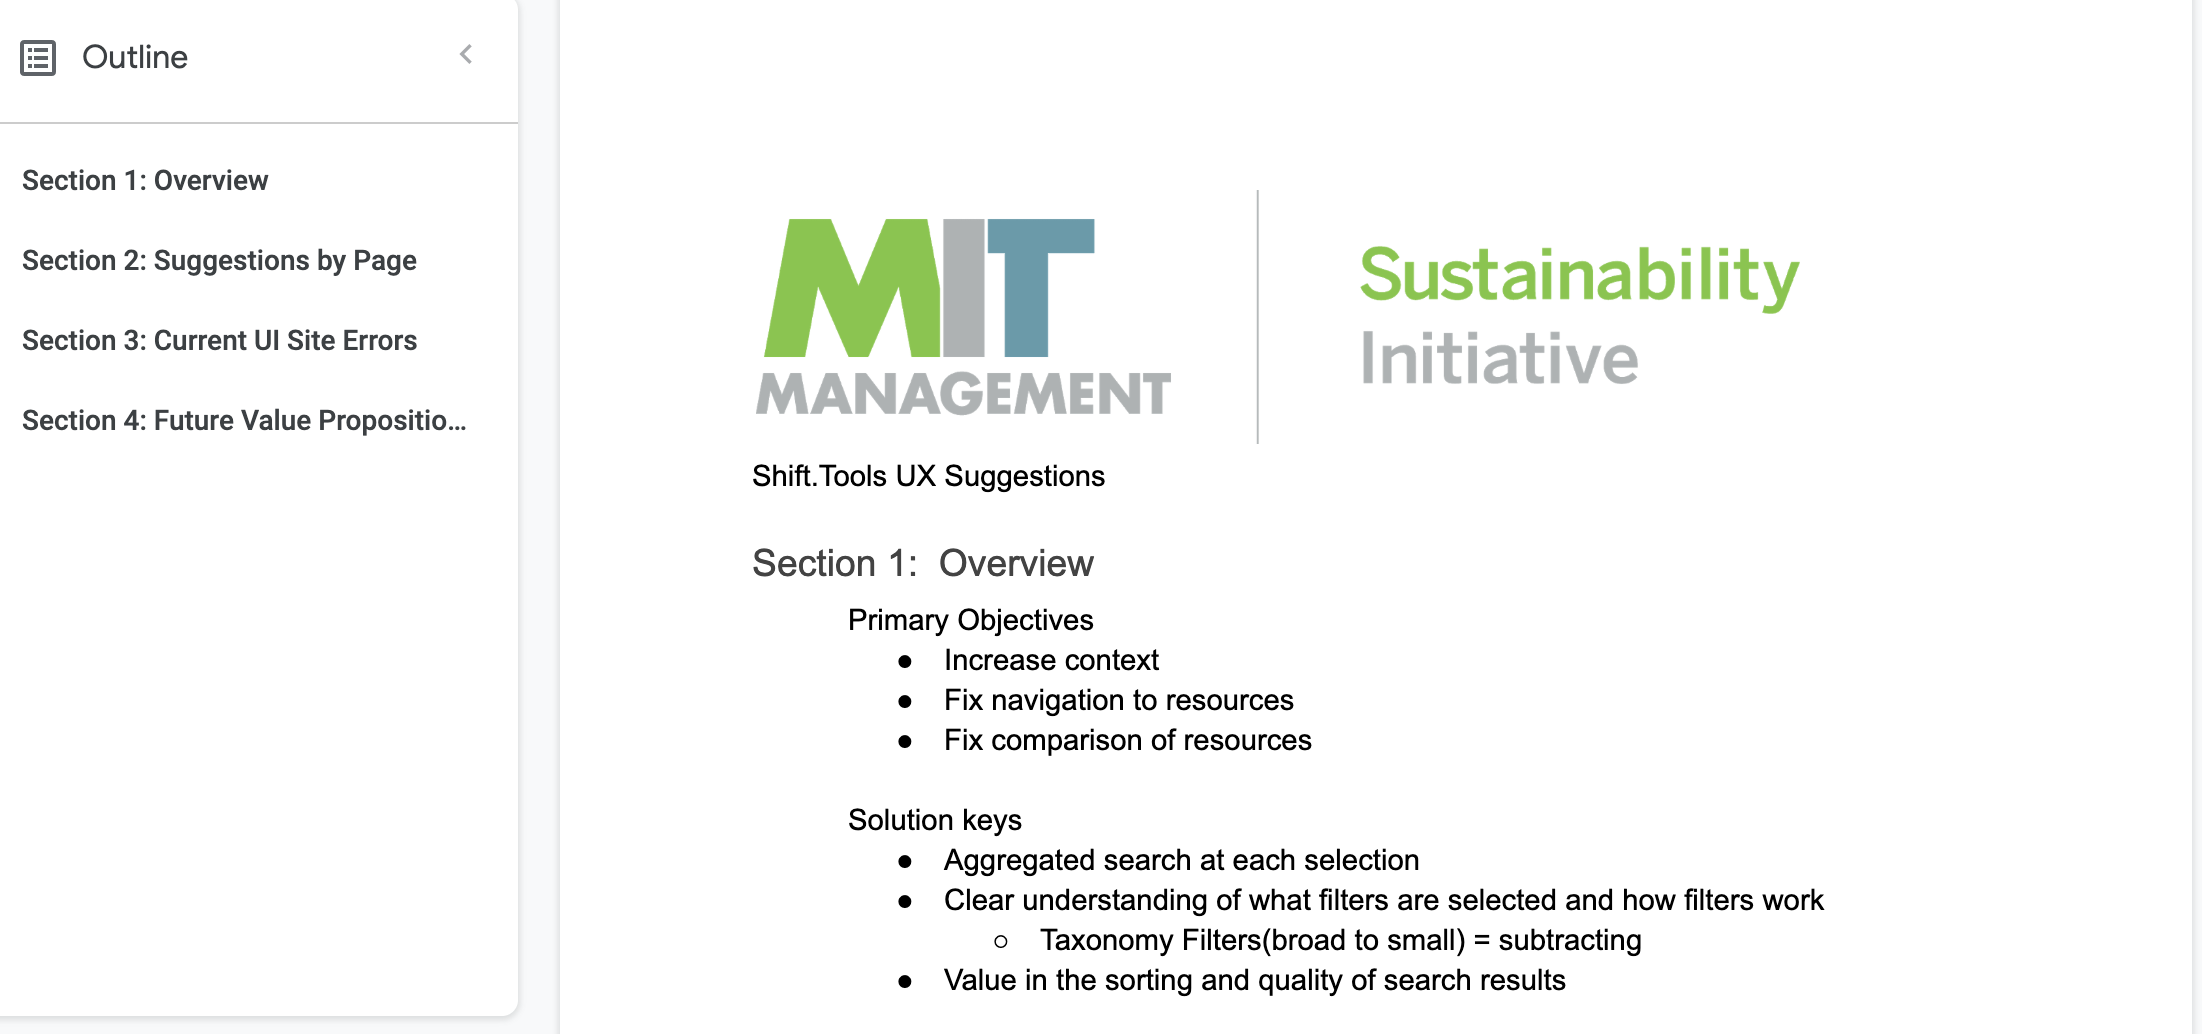 Outline
Section 1: Overview
Section 2: Suggestions by Page
Section 3: Current UI Site Errors
Section 4: Future Value Propositio...
MIT
MANAGEMENT
Sustainability
Initiative
Shift.Tools UX Suggestions
Section 1: Overview
Primary Objectives
● Increase context
● Fix navigation to resources
● Fix comparison of resources
Solution keys
● Aggregated search at each selection
● Clear understanding of what filters are selected and how filters work
○ Taxonomy Filters(broad to small) = subtracting
● Value in the sorting and quality of search results